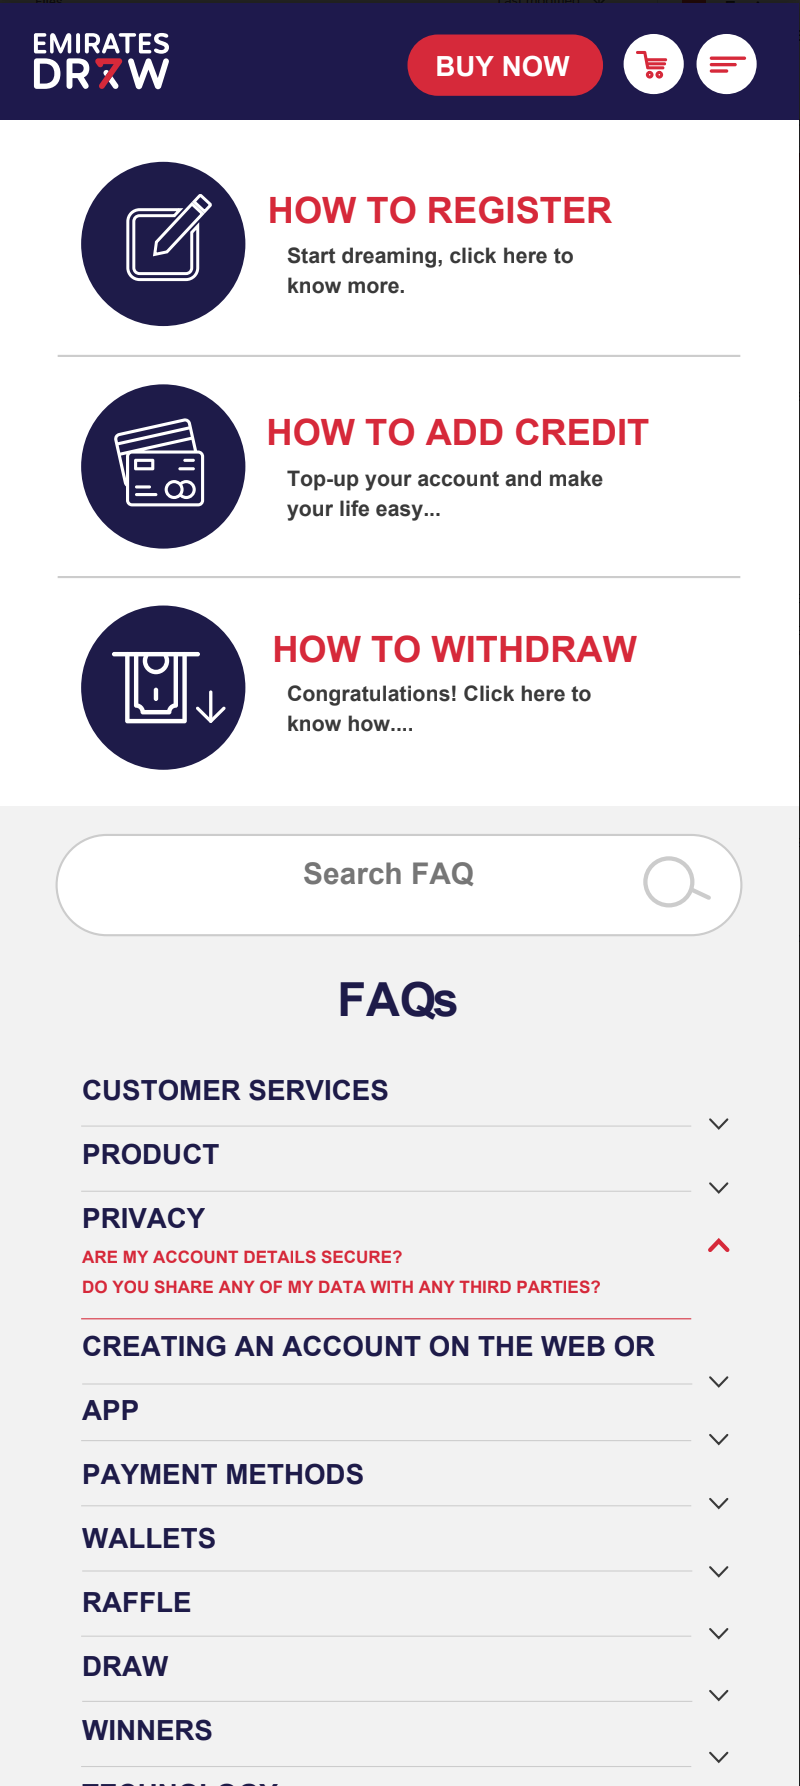 EMIRATES
DR7W
BUY NOW
HOW TO REGISTER
Start dreaming, click here to
know more.
HOW TO ADD CREDIT
Top-up your account and make
your life easy...
HOW TO WITHDRAW
Congratulations! Click here to
know how....
Search FAQ
FAQs
CUSTOMER SERVICES
PRODUCT
PRIVACY
ARE MY ACCOUNT DETAILS SECURE?
DO YOU SHARE ANY OF MY DATA WITH ANY THIRD PARTIES?
CREATING AN ACCOUNT ON THE WEB OR
APP
PAYMENT METHODS
WALLETS
RAFFLE
DRAW
WINNERS